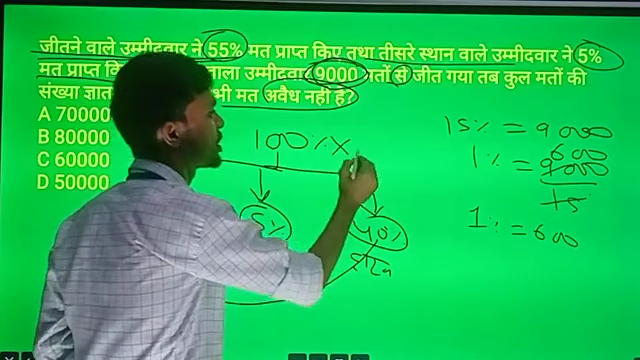 जीतने वाले उम्मीदवार ने 55% मत प्राप्त किए तथा तीसरे स्थान वाले उम्मीदवार ने 5%
मत प्राप्त वाला उम्मीदवार 9000 मतों से जीत गया तब कुल मतों की
संख्या भी मत अवैध नही है?
A 70000
B 80000
C 60000
D 50000
100%x
5%
40%
15% = 9000
1% = 9000
600
15
1% = 600